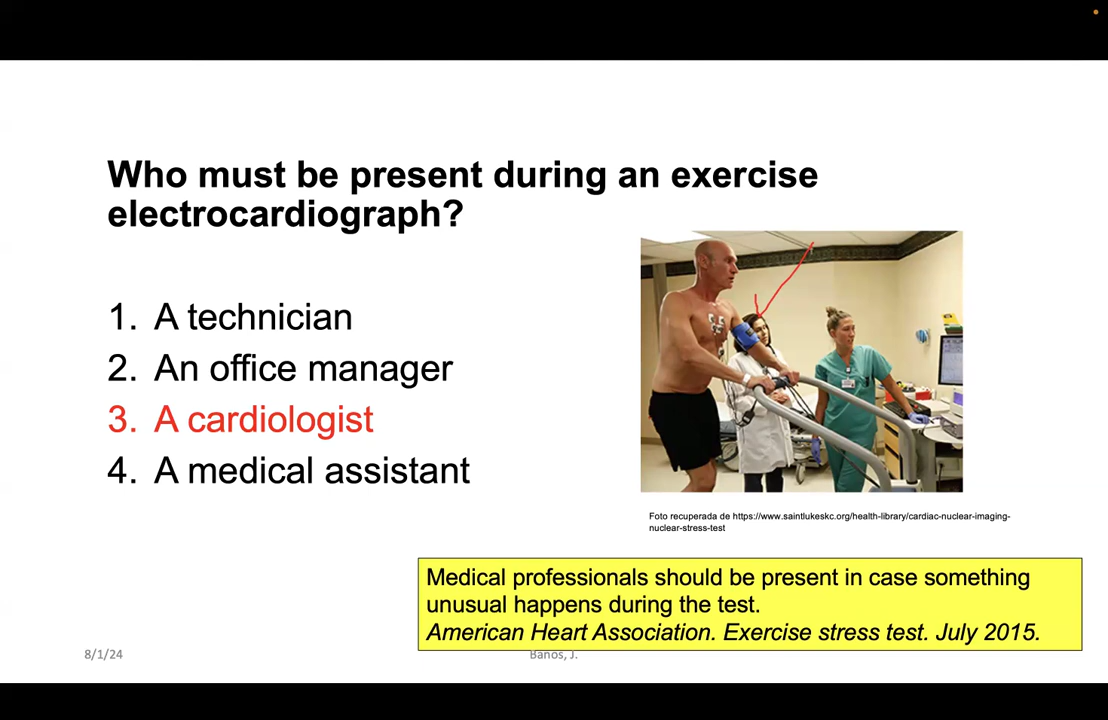 Who must be present during an exercise
electrocardiograph?
1. A technician
2. An office manager
3. A cardiologist
4. A medical assistant
Foto recuperada de https://www.saintlukeskc.org/health-library/cardiac-nuclear-imaging-
nuclear-stress-test
Medical professionals should be present in case something
unusual happens during the test.
American Heart Association. Exercise stress test. July 2015.
8/1/24
Banos, J.